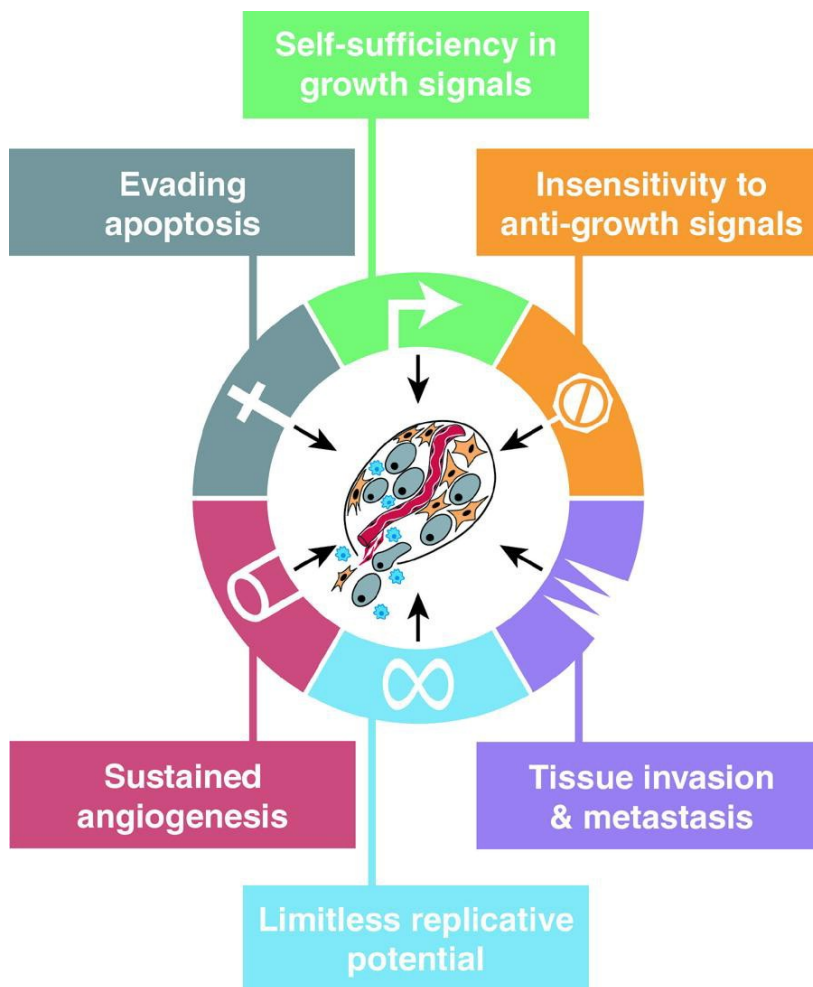 Self-sufficiency in
growth signals
Evading
apoptosis
Insensitivity to
anti-growth signals
Sustained
angiogenesis
Tissue invasion
& metastasis
Limitless replicative
potential